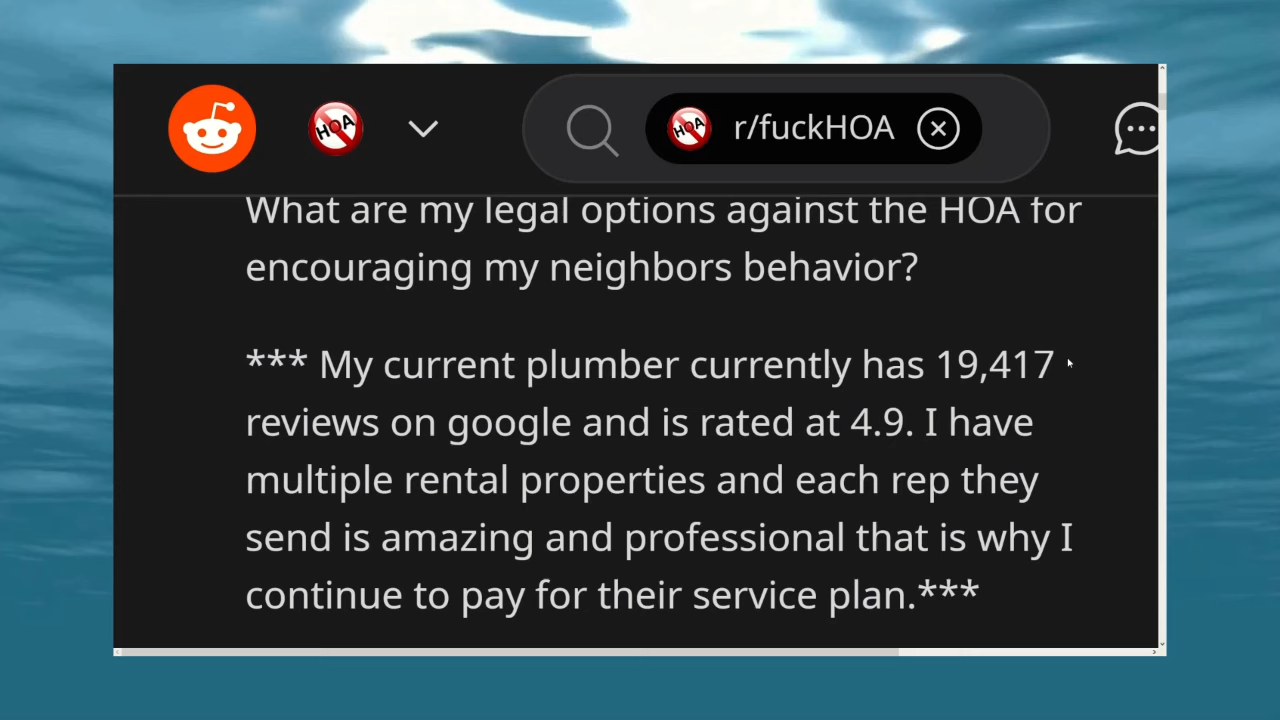 HOA
HOA r/fuckHOA
What are my legal options against the HOA for
encouraging my neighbors behavior?
*** My current plumber currently has 19,417
reviews on google and is rated at 4.9. I have
multiple rental properties and each rep they
send is amazing and professional that is why I
continue to pay for their service plan.***